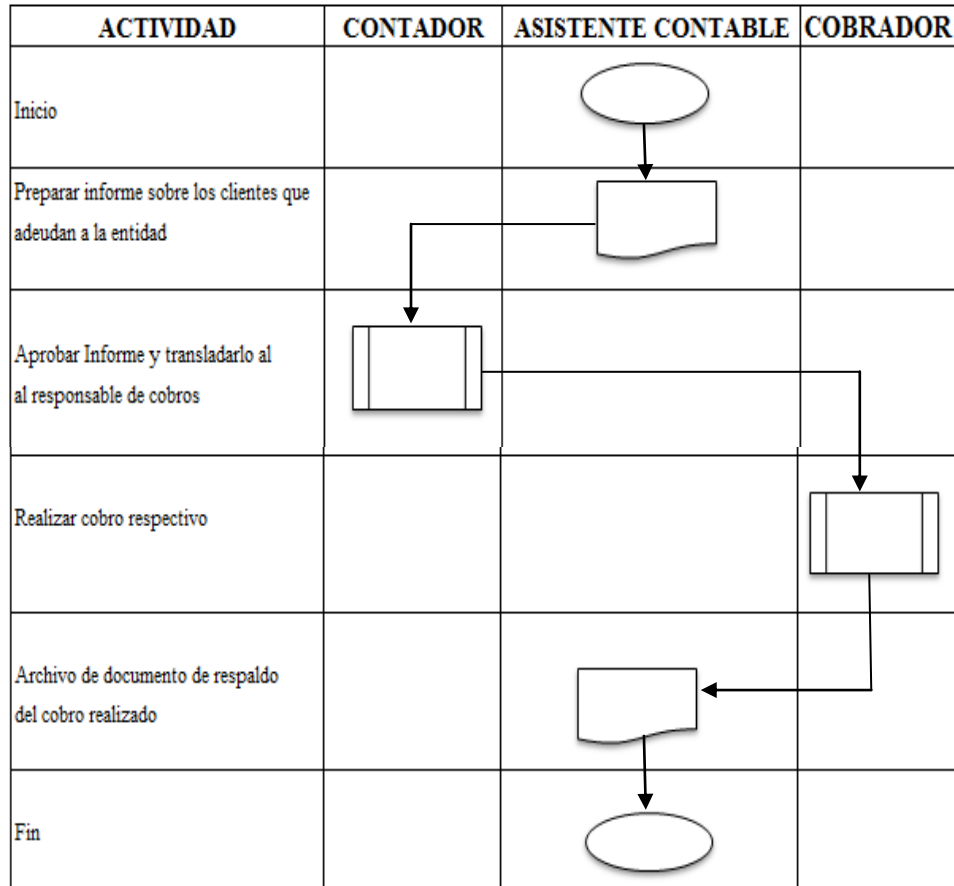 ACTIVIDAD CONTADOR ASISTENTE CONTABLE COBRADOR
Inicio
Preparar informe sobre los clientes que
adeudan a la entidad
Aprobar Informe y transladarlo al
al responsable de cobros
Realizar cobro respectivo
Archivo de documento de respaldo
del cobro realizado
Fin